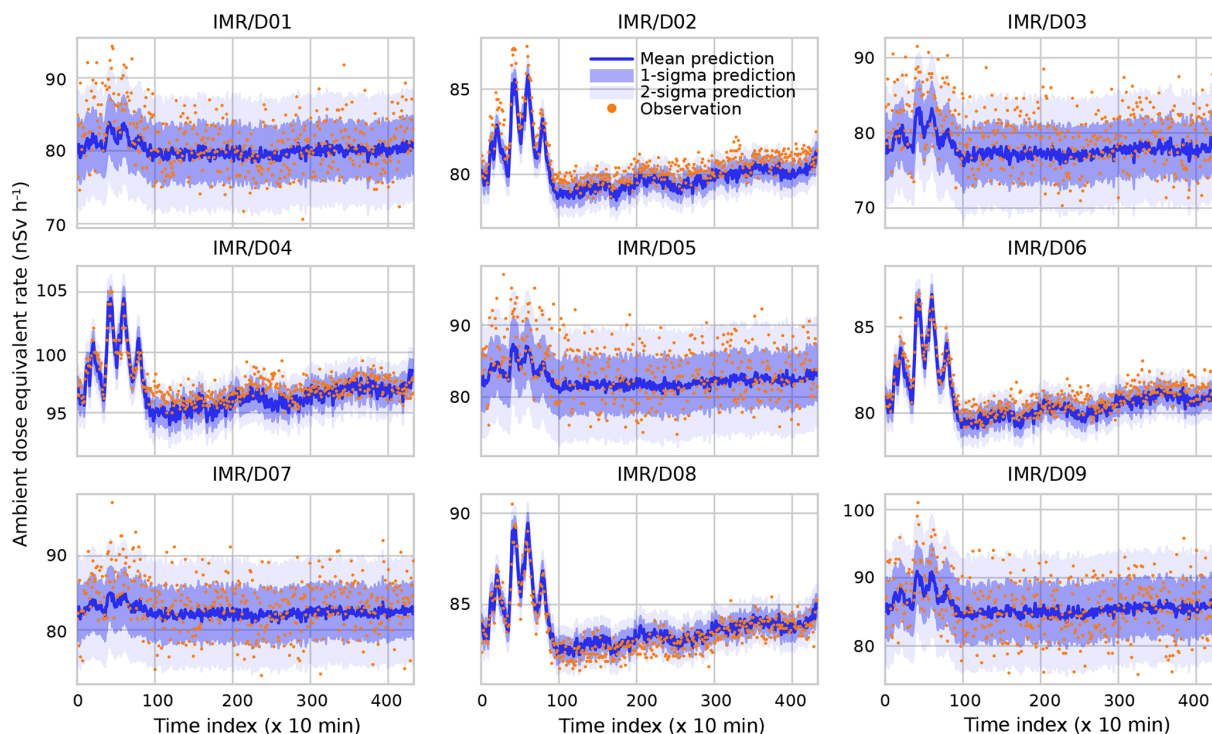 IMR/D01
IMR/D02
IMR/D03
90
80
70
85
80
Mean prediction
1-sigma prediction
2-sigma prediction
Observation
90
80
70
IMR/D04
IMR/D05
IMR/D06
105
100
95
90
80
85
80
IMR/D07
IMR/D08
IMR/D09
90
80
90
85
100
90
80
0 100 200 300 400
0 100 200 300 400
0 100 200 300 400
Time index (x 10 min)
Time index (x 10 min)
Time index (x 10 min)
Ambient dose equivalent rate (nSv h⁻¹)